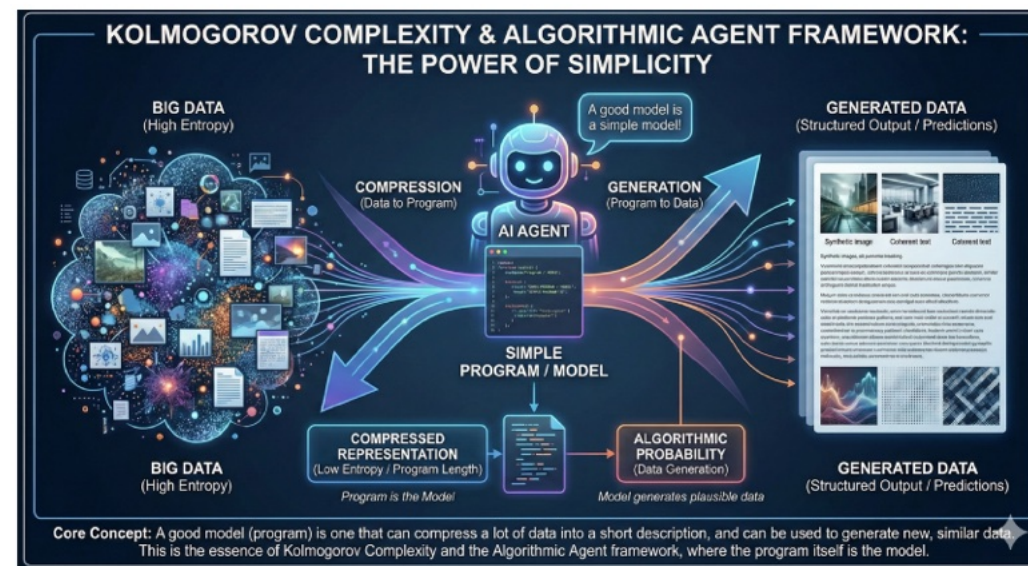 KOLMOGOROV COMPLEXITY & ALGORITHMIC AGENT FRAMEWORK:
THE POWER OF SIMPLICITY
BIG DATA
(High Entropy)
A good model is
a simple model!
GENERATED DATA
(Structured Output / Predictions)
COMPRESSION
(Data to Program)
GENERATION
(Program to Data)
AI AGENT
Synthetic image
Coherent text
Coherent text
SIMPLE
PROGRAM / MODEL
COMPRESSED
REPRESENTATION
(Low Entropy / Program Length)
Program is the Model
ALGORITHMIC
PROBABILITY
(Data Generation)
Model generates plausible data
BIG DATA
(High Entropy)
GENERATED DATA
(Structured Output / Predictions)
Core Concept: A good model (program) is one that can compress a lot of data into a short description, and can be used to generate new, similar data.
This is the essence of Kolmogorov Complexity and the Algorithmic Agent framework, where the program itself is the model.